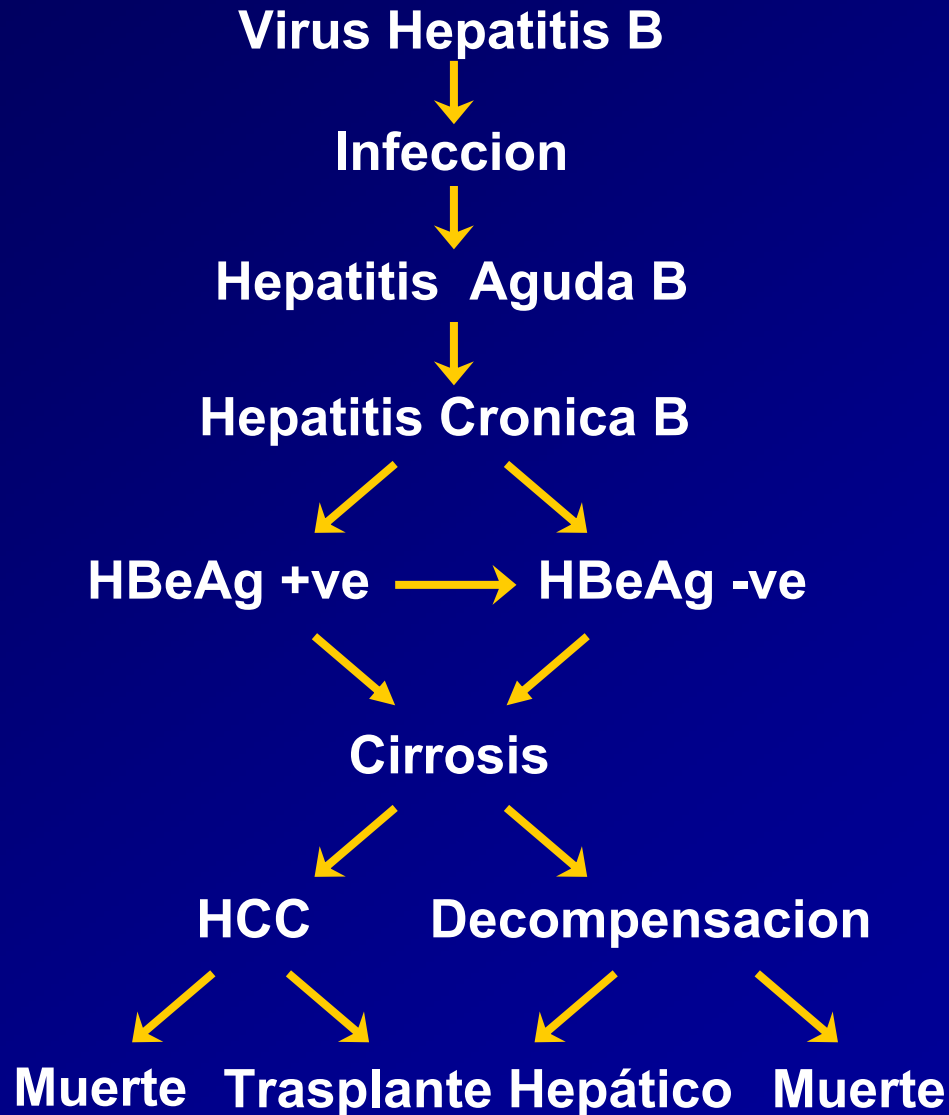 Virus Hepatitis B
Infeccion
Hepatitis Aguda B
Hepatitis Cronica B
HBeAg +ve HBeAg -ve
Cirrosis
HCC Decompensacion
Muerte Trasplante Hepático Muerte